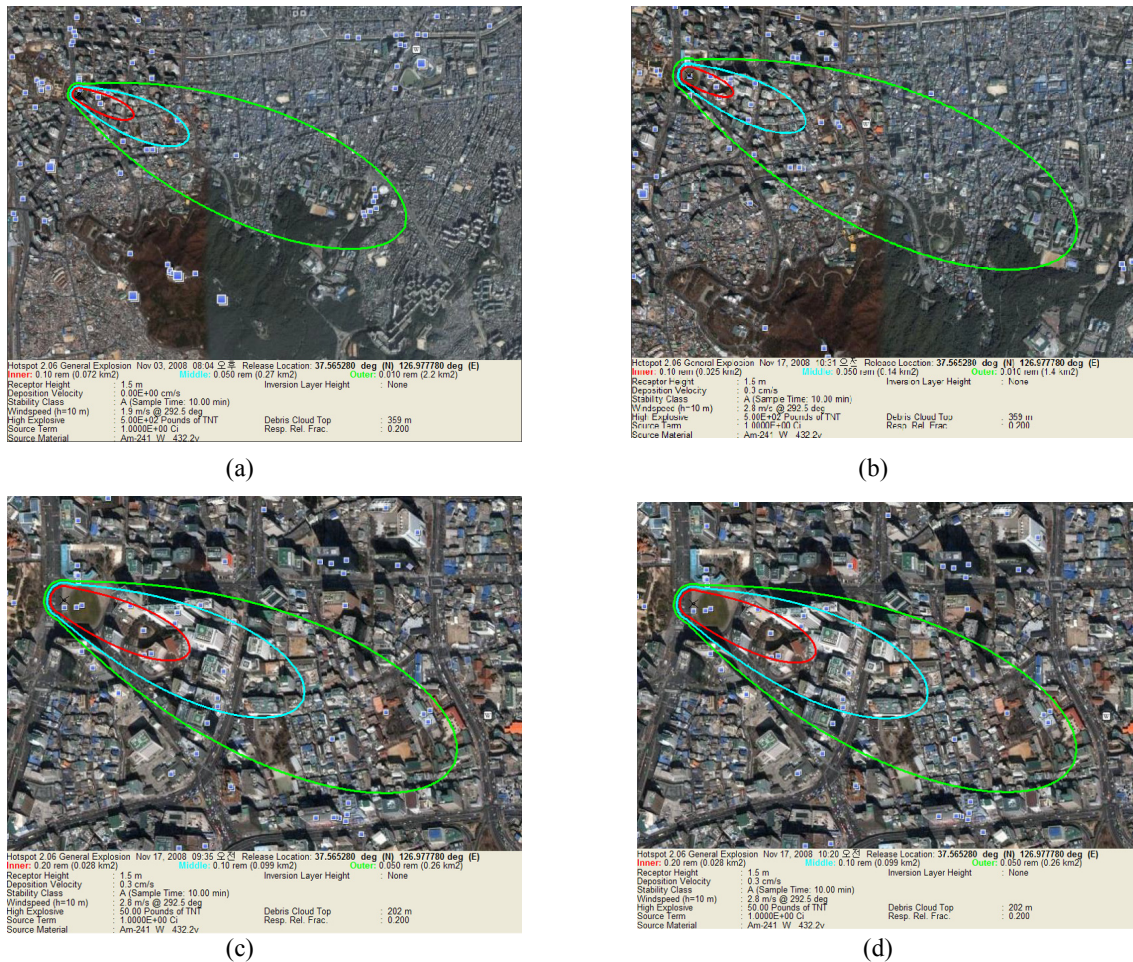 Hotspot 2.06 General Explosion Nov 03, 2008 08:04 오후 Release Location: 37.565280 deg (N) 126.977780 deg (E)
Inner: 0.10 rem (0.072 km2) Middle: 0.050 rem (0.27 km2) Outer: 0.010 rem (2.2 km2)
Receptor Height : 1.5 m Inversion Layer Height : None
Deposition Velocity : 0.00E+00 cm/s
Stability Class : A (Sample Time: 10.00 min)
Windspeed (h=10 m) : 1.9 m/s @ 292.5 deg
High Explosive : 5.00E+02 Pounds of TNT Debris Cloud Top : 359 m
Source Term : 1.0000E+00 Ci Resp. Rel. Frac. : 0.200
Source Material : Am-241 W 432.2y
(a)
Hotspot 2.06 General Explosion Nov 17, 2008 10:31 오전 Release Location: 37.565280 deg (N) 126.977780 deg (E)
Inner: 0.10 rem (0.025 km2) Middle: 0.050 rem (0.14 km2) Outer: 0.010 rem (1.4 km2)
Receptor Height : 1.5 m Inversion Layer Height : None
Deposition Velocity : 0.3 cm/s
Stability Class : A (Sample Time: 10.00 min)
Windspeed (h=10 m) : 2.8 m/s @ 292.5 deg
High Explosive : 5.00E+02 Pounds of TNT Debris Cloud Top : 359 m
Source Term : 1.0000E+00 Ci Resp. Rel. Frac. : 0.200
Source Material : Am-241 W 432.2y
(b)
Hotspot 2.06 General Explosion Nov 17, 2008 09:35 오전 Release Location: 37.565280 deg (N) 126.977780 deg (E)
Inner: 0.20 rem (0.028 km2) Middle: 0.10 rem (0.099 km2) Outer: 0.050 rem (0.26 km2)
Receptor Height : 1.5 m Inversion Layer Height : None
Deposition Velocity : 0.3 cm/s
Stability Class : A (Sample Time: 10.00 min)
Windspeed (h=10 m) : 2.8 m/s @ 292.5 deg
High Explosive : 50.00 Pounds of TNT Debris Cloud Top : 202 m
Source Term : 1.0000E+00 Ci Resp. Rel. Frac. : 0.200
Source Material : Am-241 W 432.2y
(c)
Hotspot 2.06 General Explosion Nov 17, 2008 10:20 오전 Release Location: 37.565280 deg (N) 126.977780 deg (E)
Inner: 0.20 rem (0.028 km2) Middle: 0.10 rem (0.099 km2) Outer: 0.050 rem (0.26 km2)
Receptor Height : 1.5 m Inversion Layer Height : None
Deposition Velocity : 0.3 cm/s
Stability Class : A (Sample Time: 10.00 min)
Windspeed (h=10 m) : 2.8 m/s @ 292.5 deg
High Explosive : 50.00 Pounds of TNT Debris Cloud Top : 202 m
Source Term : 1.0000E+00 Ci Resp. Rel. Frac. : 0.200
Source Material : Am-241 W 432.2y
(d)